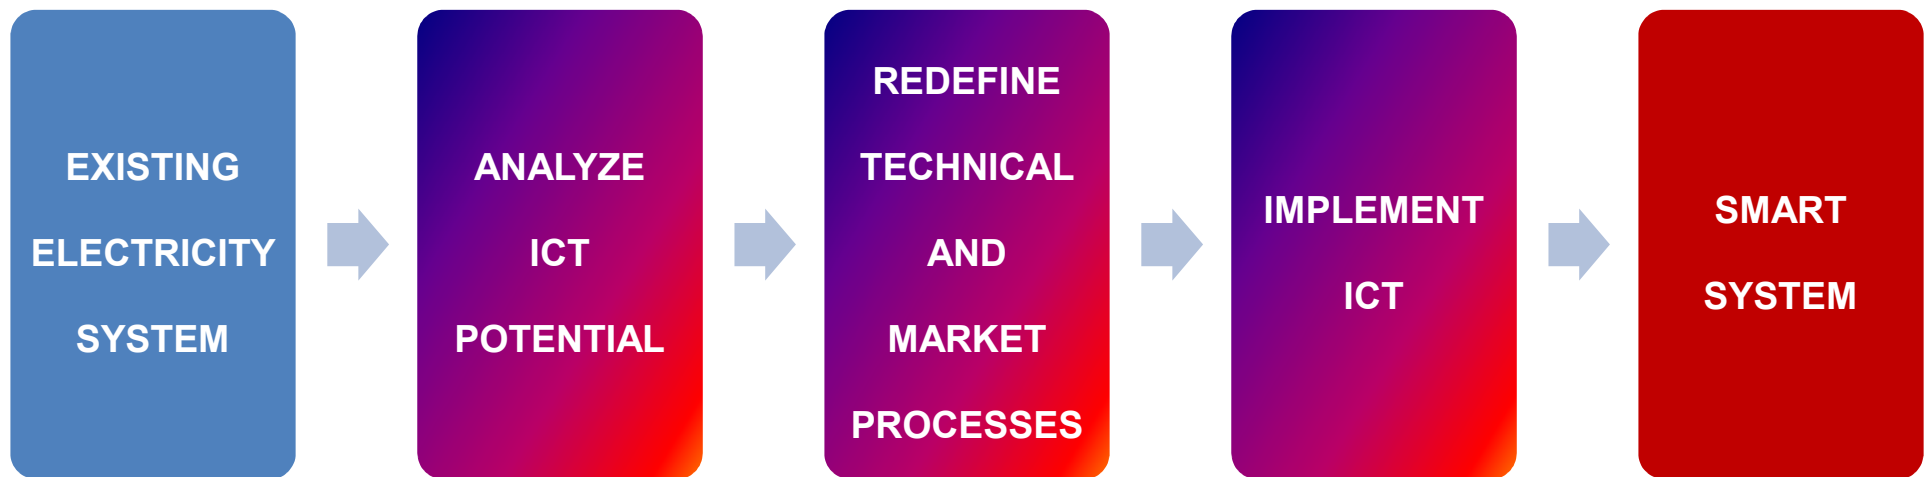 EXISTING
ELECTRICITY
SYSTEM
ANALYZE
ICT
POTENTIAL
REDEFINE
TECHNICAL
AND
MARKET
PROCESSES
IMPLEMENT
ICT
SMART
SYSTEM